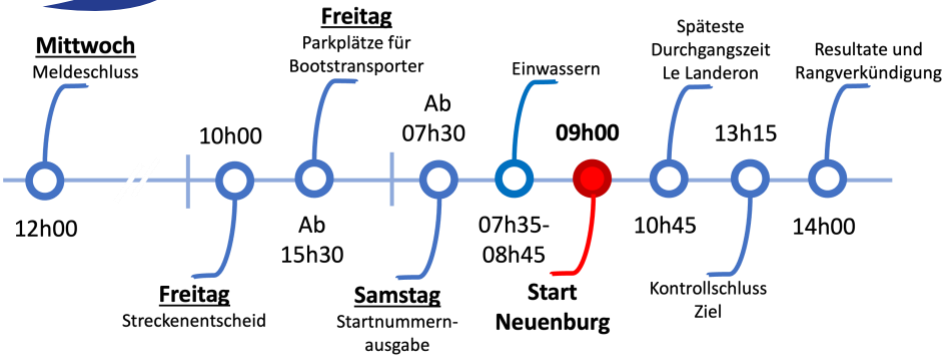 Mittwoch
Meldeschluss
12h00
10h00
Freitag
Streckenentscheid
Freitag
Parkplätze für
Bootstransporter
Ab
15h30
Ab
07h30
Samstag
Startnummern-
ausgabe
Einwassern
07h35-
08h45
09h00
Start
Neuenburg
Späteste
Durchgangszeit
Le Landeron
10h45
13h15
Kontrollschluss
Ziel
Resultate und
Rangverkündigung
14h00